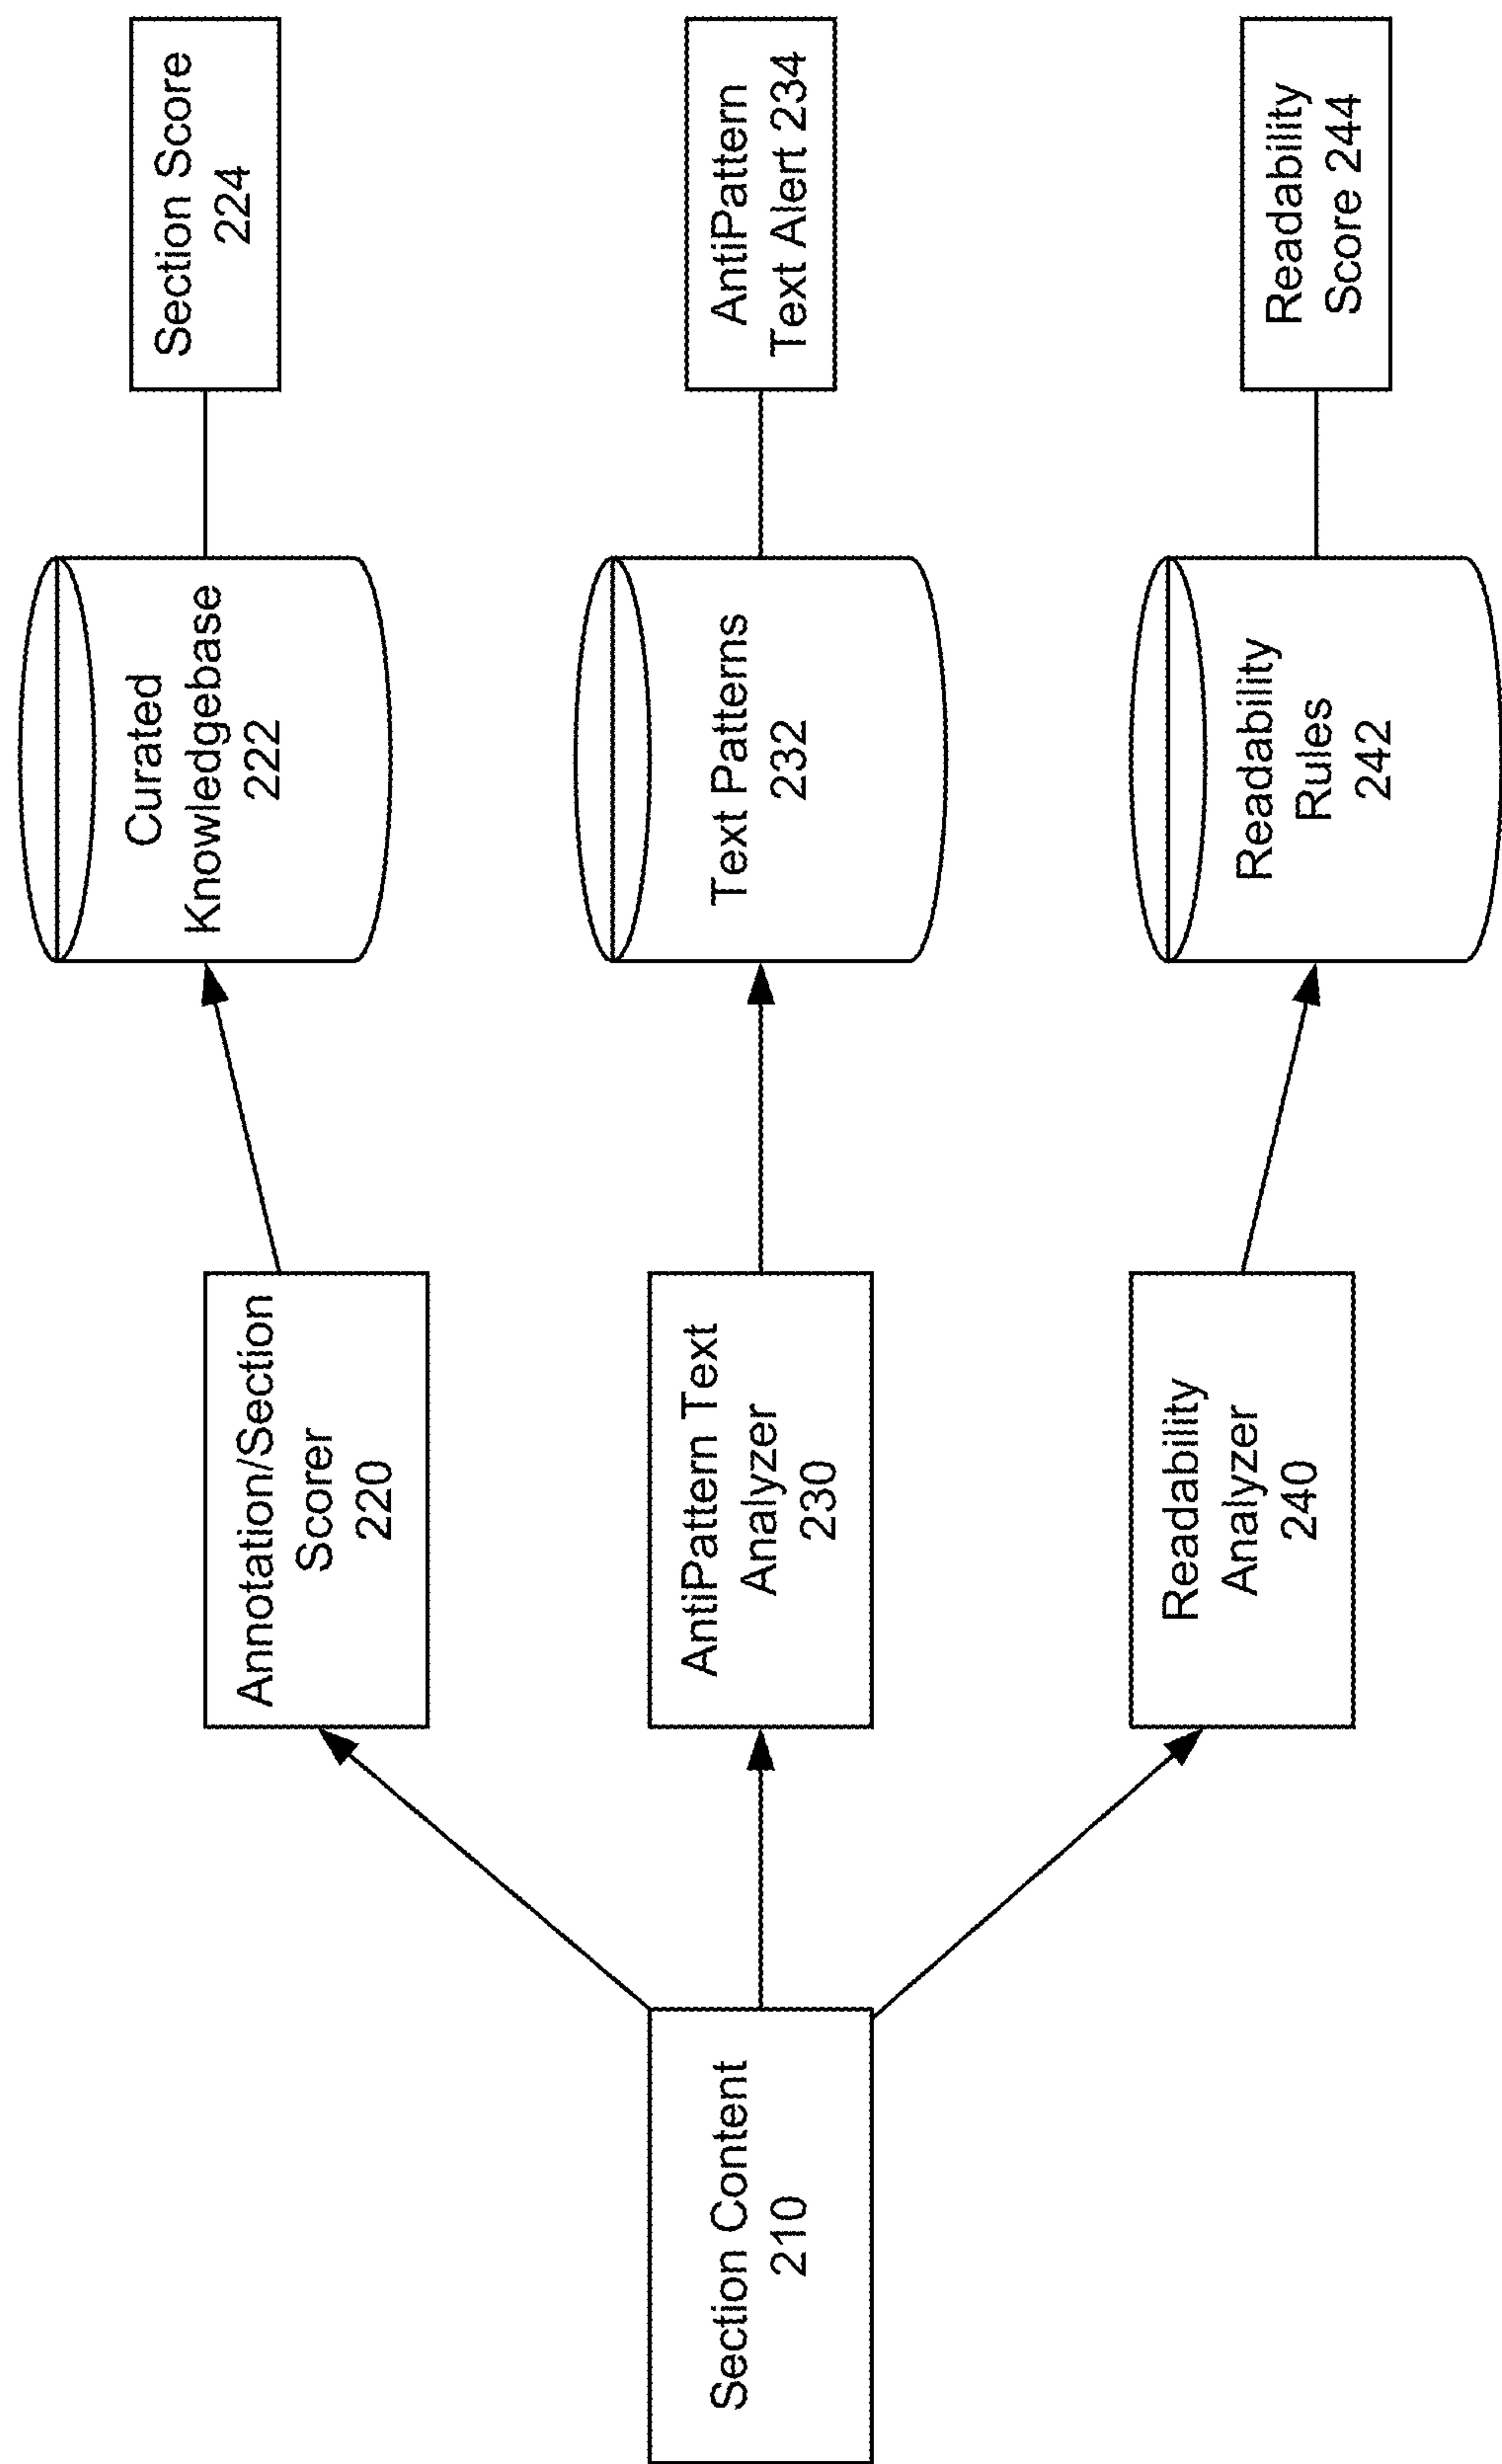 Section Content
210
Annotation/Section
Scorer
220
Curated
Knowledgebase
222
Section Score
224
AntiPattern Text
Analyzer
230
Text Patterns
232
AntiPattern
Text Alert 234
Readability
Analyzer
240
Readability
Rules
242
Readability
Score 244